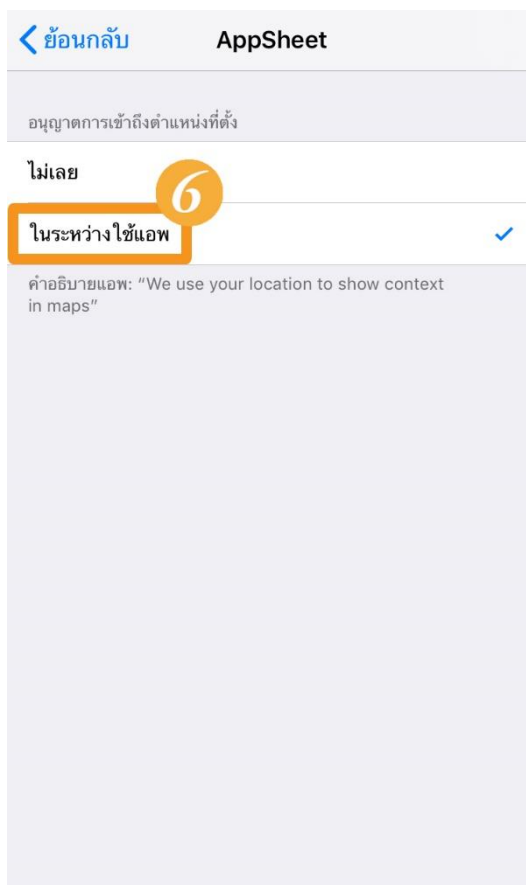 ย้อนกลับ AppSheet
อนุญาตการเข้าถึงตำแหน่งที่ตั้ง
ไม่เลย
6
ในระหว่างใช้แอพ
คำอธิบายแอพ: “We use your location to show context
in maps”